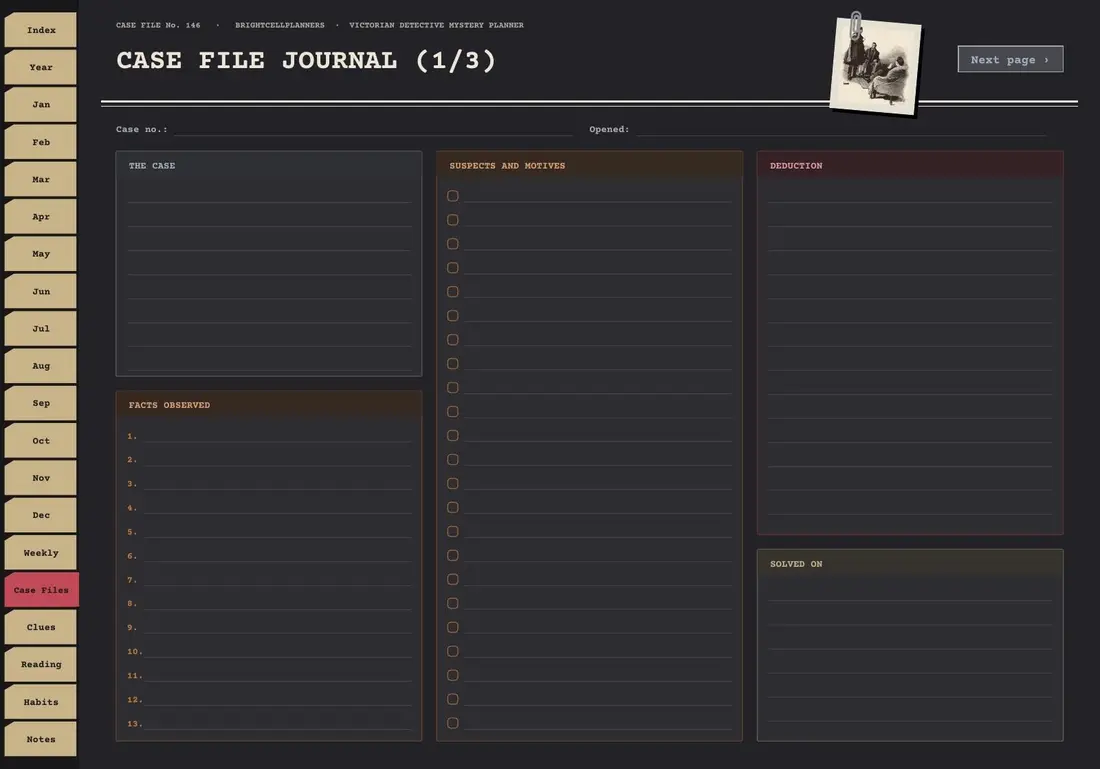 Index
Year
Jan
Feb
Mar
Apr
May
Jun
Jul
Aug
Sep
Oct
Nov
Dec
Weekly
Case Files
Clues
Reading
Habits
Notes
CASE FILE No. 146 · BRIGHTCELLPLANNERS · VICTORIAN DETECTIVE MYSTERY PLANNER
CASE FILE JOURNAL (1/3)
Next page ›
Case no.:
Opened:
THE CASE
FACTS OBSERVED
1.
2.
3.
4.
5.
6.
7.
8.
9.
10.
11.
12.
13.
SUSPECTS AND MOTIVES
DEDUCTION
SOLVED ON